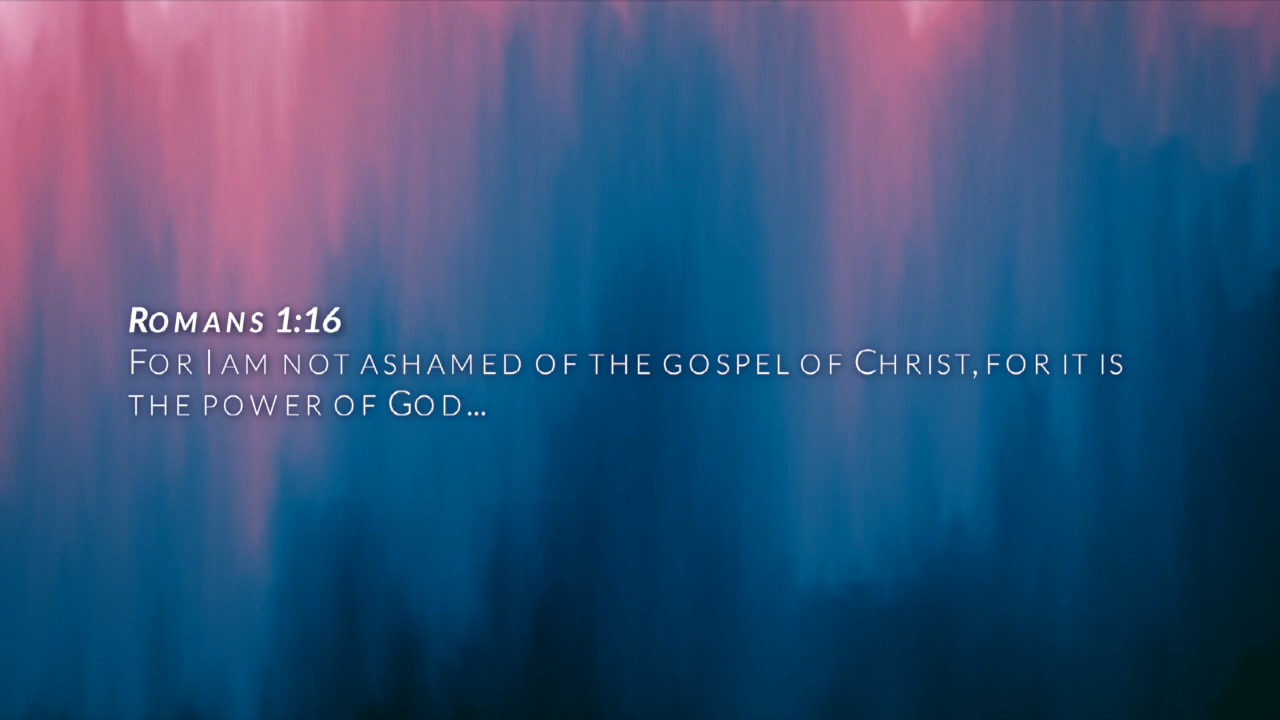 Romans 1:16
For I am not ashamed of the gospel of Christ, for it is
the power of God...